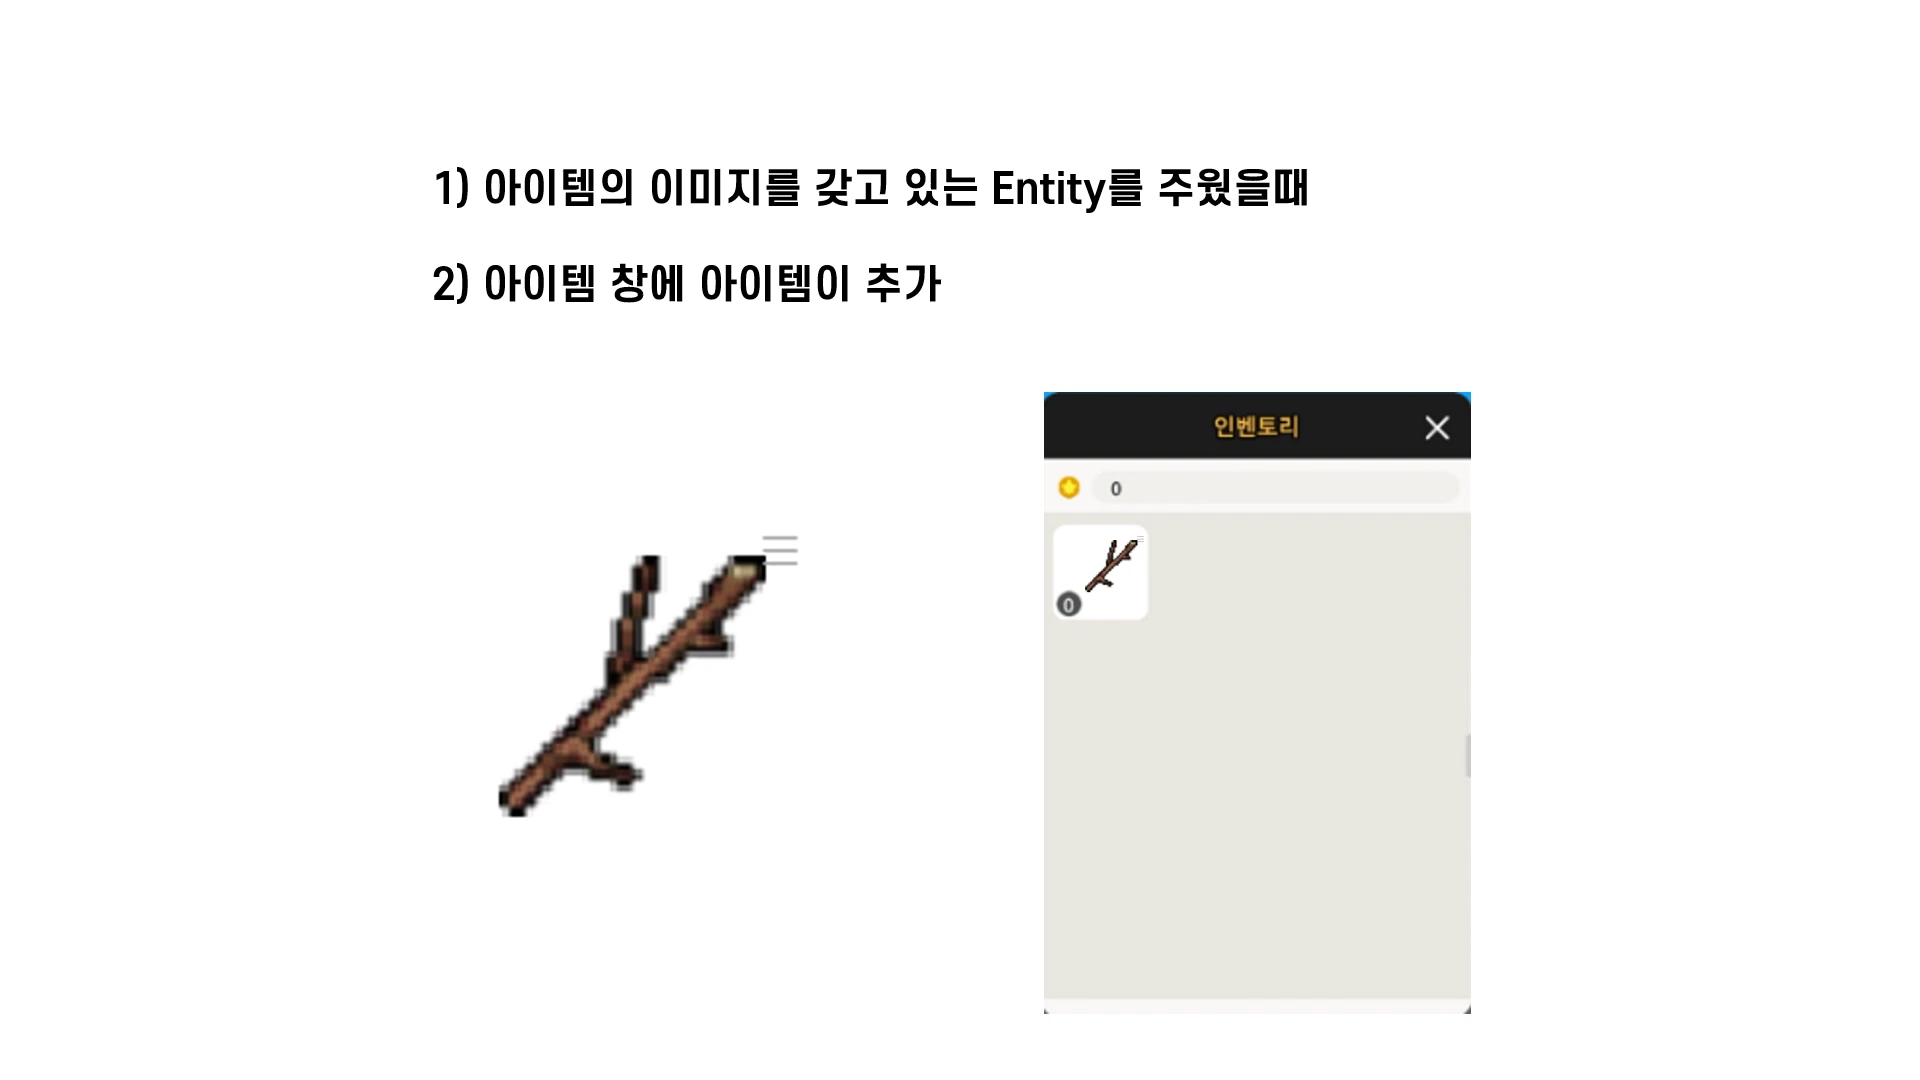 1) 아이템의 이미지를 갖고 있는 Entity를 주웠을때
2) 아이템 창에 아이템이 추가
인벤토리
0
0